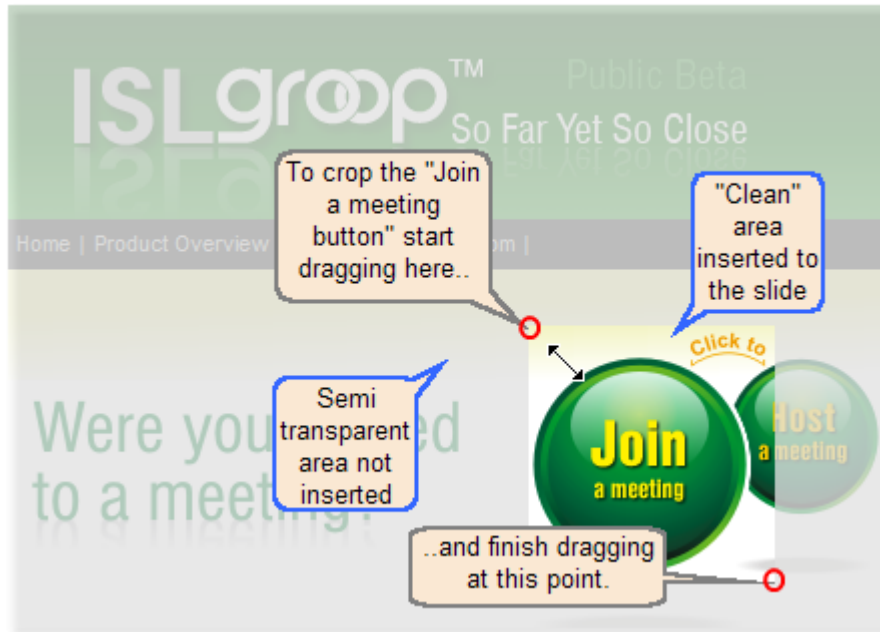 ISLgroop™
Public Beta
So Far Yet So Close
To crop the "Join
a meeting
button" start
dragging here..
"Clean"
area
inserted to
the slide
Home | Product Overview
om |
Click to
Semi
transparent
area not
inserted
Were you
ed
to a meeting?
Join
a meeting
Host
a meeting
..and finish dragging
at this point.